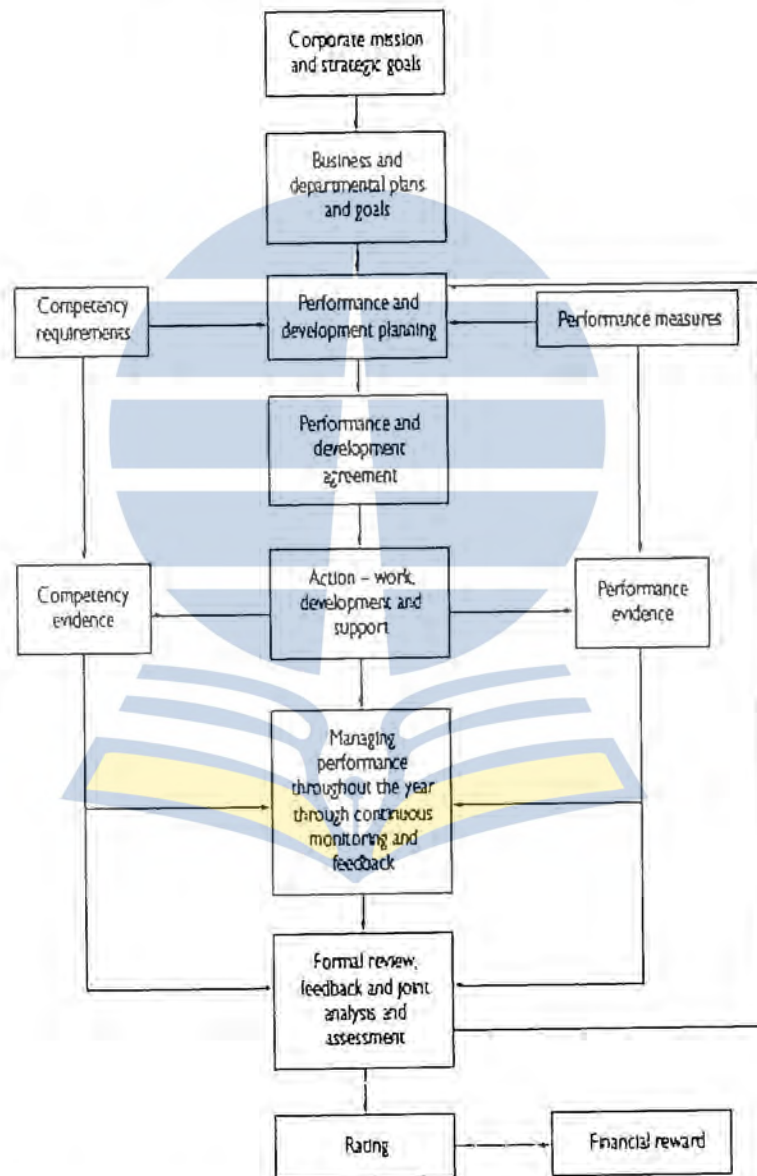 Corporate mission
and strategic goals
Business and
departmental plans
and goals
Competency
requirements
Performance and
development planning
Performance measures
Performance and
development
agreement
Competency
evidence
Action – work,
development and
support
Performance
evidence
Managing
performance
throughout the year
through continuous
monitoring and
feedback
Formal review,
feedback and joint
analysis and
assessment
Rating
Financial reward